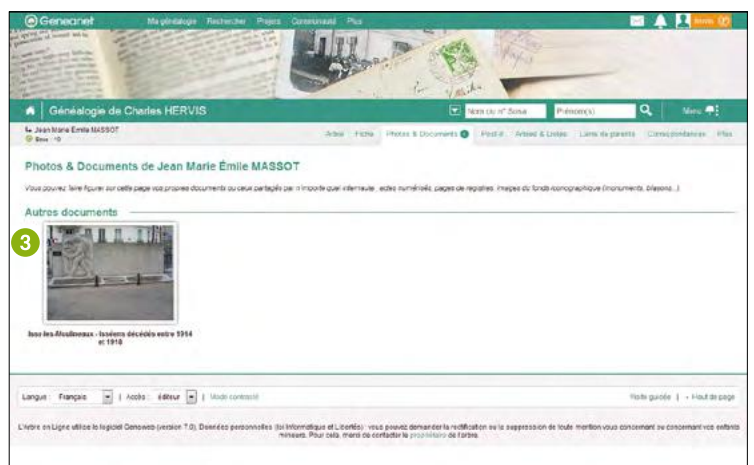 Geneanet
Ma généalogie Rechercher Projets Communauté Plus
Généalogie de Charles HERVIS
Nom ou n° Sosa Prénom(s) Menu
Jean Marie Emile MASSOT
Sosa : 10
Arbre Fiche Photos & Documents Arbres & Listes Liens de parenté Correspondances Plus
Photos & Documents de Jean Marie Émile MASSOT
Vous pouvez faire figurer sur cette page vos propres documents ou ceux partagés par n'importe quel internaute : actes numérisés, pages de registres, images du fonds iconographique (monuments, blasons...).
Autres documents
3
Issy-les-Moulineaux - Isséens décédés entre 1914
et 1918
Langue : Français | Accès : éditeur | Mode contracté
Visite guidée | Haut de page
L'Arbre en Ligne utilise le logiciel Geneweb (version 7.0). Données personnelles (loi Informatique et Libertés) : vous pouvez demander la rectification ou la suppression de toute mention vous concernant ou concernant vos enfants
mineurs. Pour cela, merci de contacter le propriétaire de l'arbre.